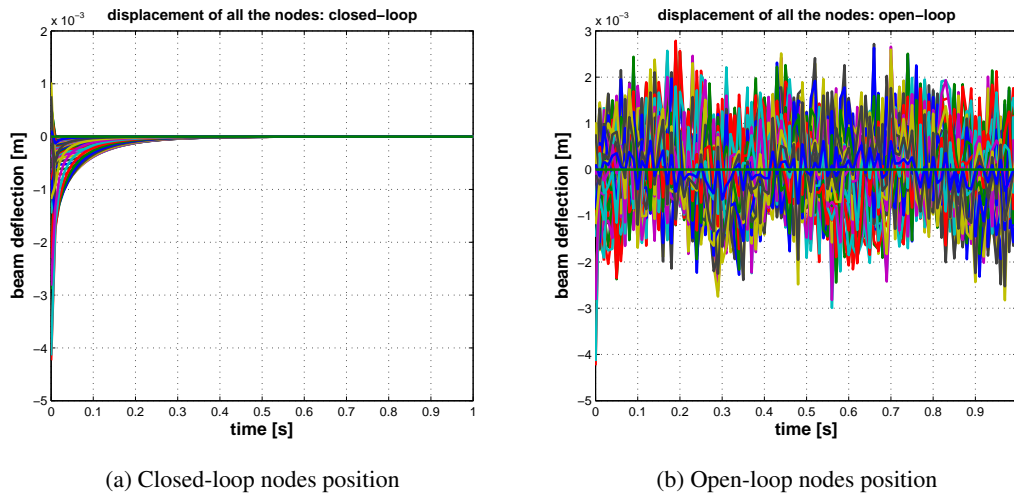 displacement of all the nodes: closed−loop
x 10⁻³
2
1
0
−1
−2
−3
−4
−5
beam deflection [m]
0 0.1 0.2 0.3 0.4 0.5 0.6 0.7 0.8 0.9 1
time [s]
(a) Closed-loop nodes position
displacement of all the nodes: open−loop
x 10⁻³
3
2
1
0
−1
−2
−3
−4
−5
beam deflection [m]
0 0.1 0.2 0.3 0.4 0.5 0.6 0.7 0.8 0.9
time [s]
(b) Open-loop nodes position